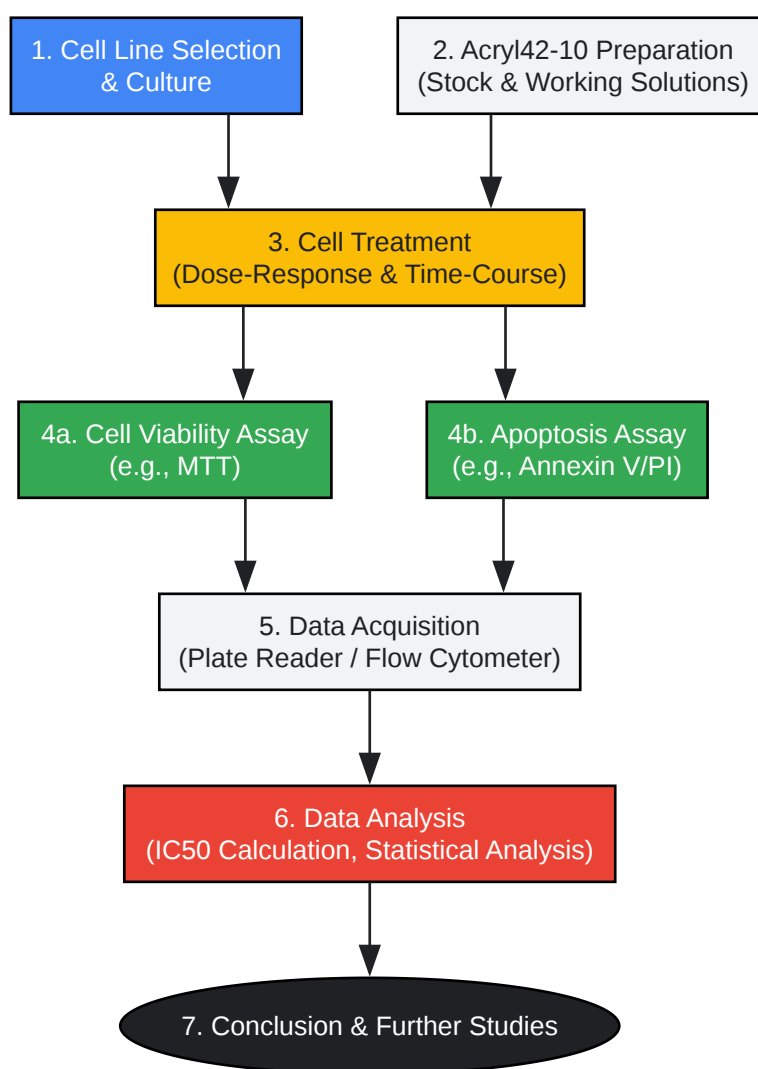 1. Cell Line Selection
& Culture
2. Acryl42-10 Preparation
(Stock & Working Solutions)
3. Cell Treatment
(Dose-Response & Time-Course)
4a. Cell Viability Assay
(e.g., MTT)
4b. Apoptosis Assay
(e.g., Annexin V/PI)
5. Data Acquisition
(Plate Reader / Flow Cytometer)
6. Data Analysis
(IC50 Calculation, Statistical Analysis)
7. Conclusion & Further Studies